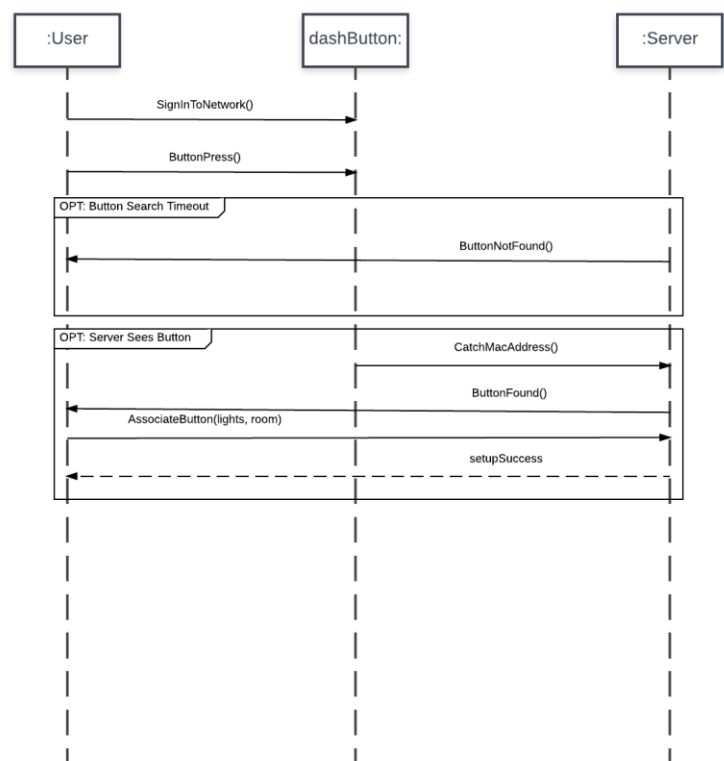 :User
dashButton:
:Server
SignInToNetwork()
ButtonPress()
OPT: Button Search Timeout
ButtonNotFound()
OPT: Server Sees Button
CatchMacAddress()
ButtonFound()
AssociateButton(lights, room)
setupSuccess